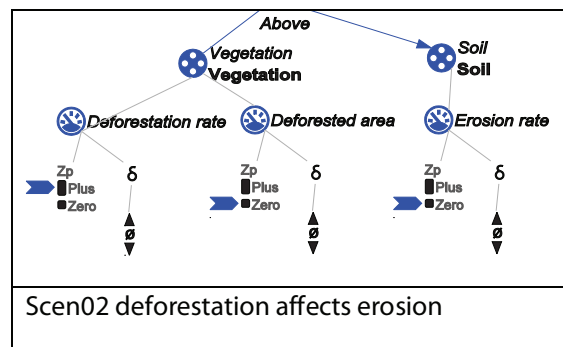 Above
Vegetation
Vegetation
Soil
Soil
Deforestation rate
Deforested area
Erosion rate
Zp
Plus
Zero
δ
ø
Zp
Plus
Zero
δ
ø
Zp
Plus
Zero
δ
ø
Scen02 deforestation affects erosion